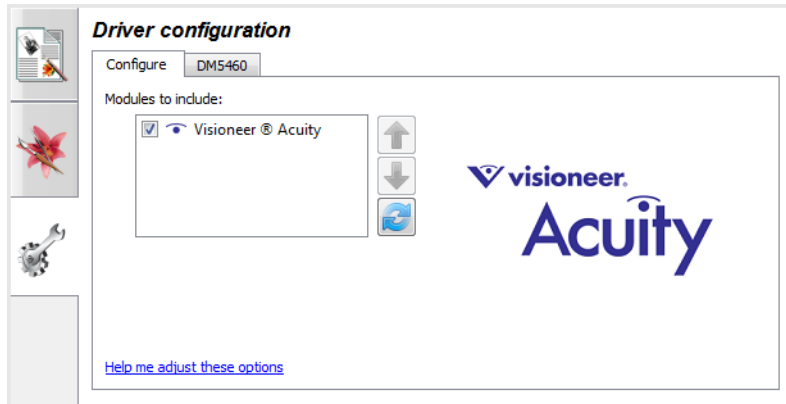 Driver configuration
Configure DM5460
Modules to include:
Visioneer ® Acuity
visioneer.
Acuity
Help me adjust these options